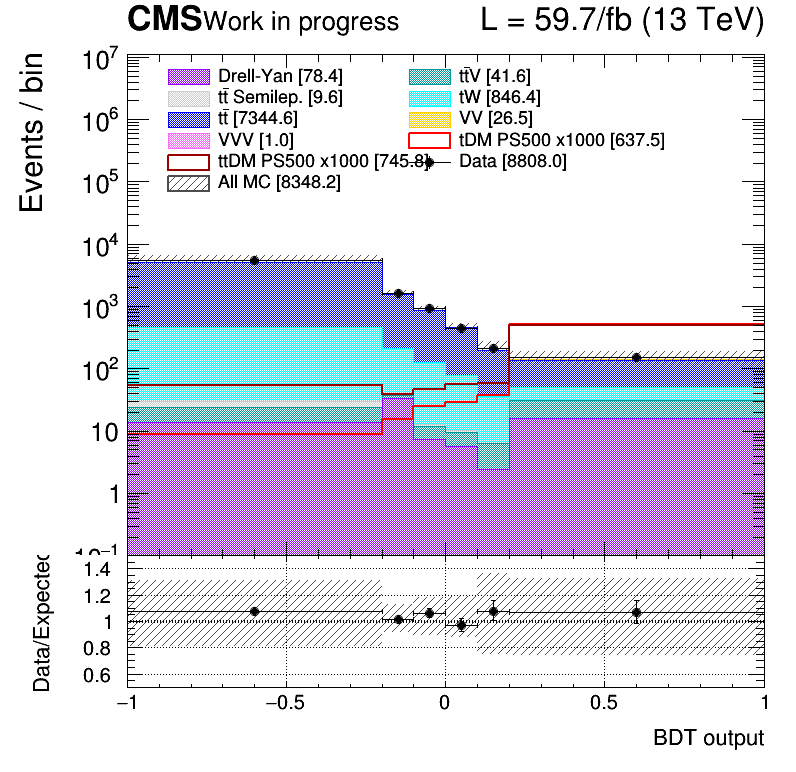 CMS Work in progress L = 59.7/fb (13 TeV)
Events / bin
10⁷
10⁶
10⁵
10⁴
10³
10²
10
1
10⁻¹
Drell-Yan [78.4]
tt̄V [41.6]
tt̄ Semilep. [9.6]
tW [846.4]
tt̄ [7344.6]
VV [26.5]
VVV [1.0]
tDM PS500 x1000 [637.5]
ttDM PS500 x1000 [745.8]
Data [8808.0]
All MC [8348.2]
Data/Expected
1.4
1.2
1
0.8
0.6
−1 −0.5 0 0.5 1
BDT output